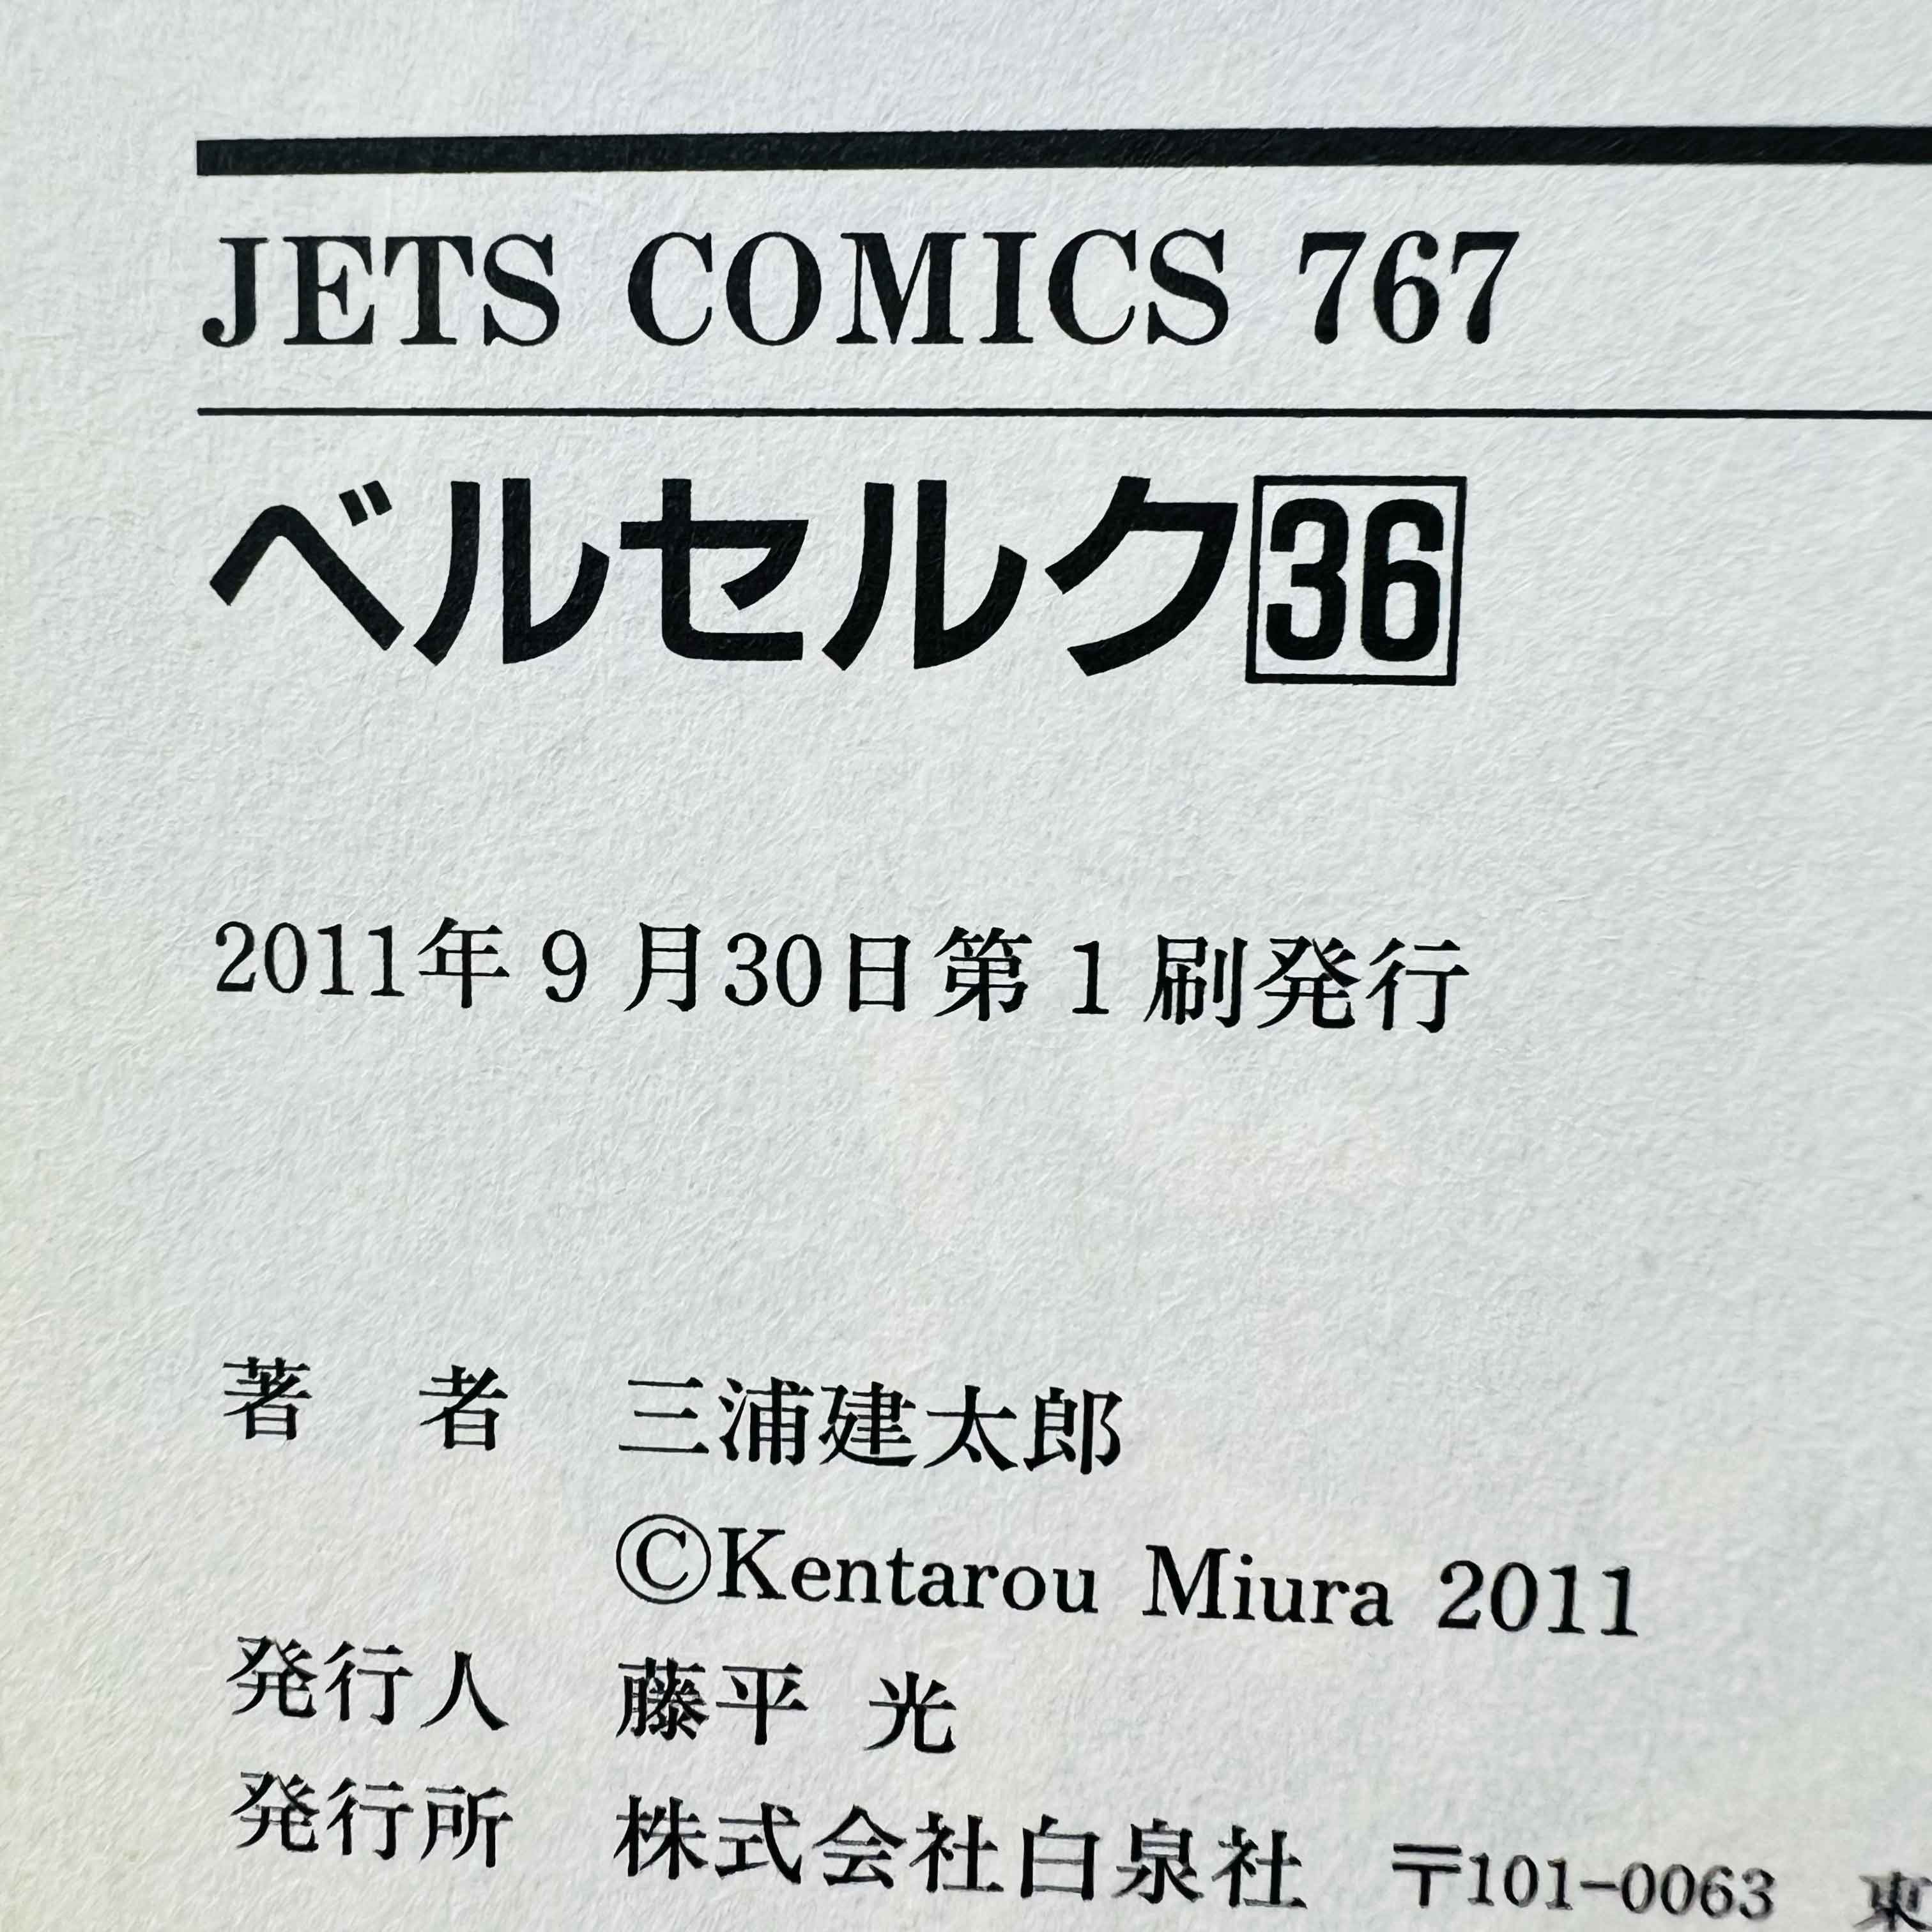 JETS COMICS 767
ベルセルク36
2011年9月30日第1刷発行
著　者　三浦建太郎
©Kentarou Miura 2011
発行人　藤平 光
発行所　株式会社白泉社　〒101-0063　東